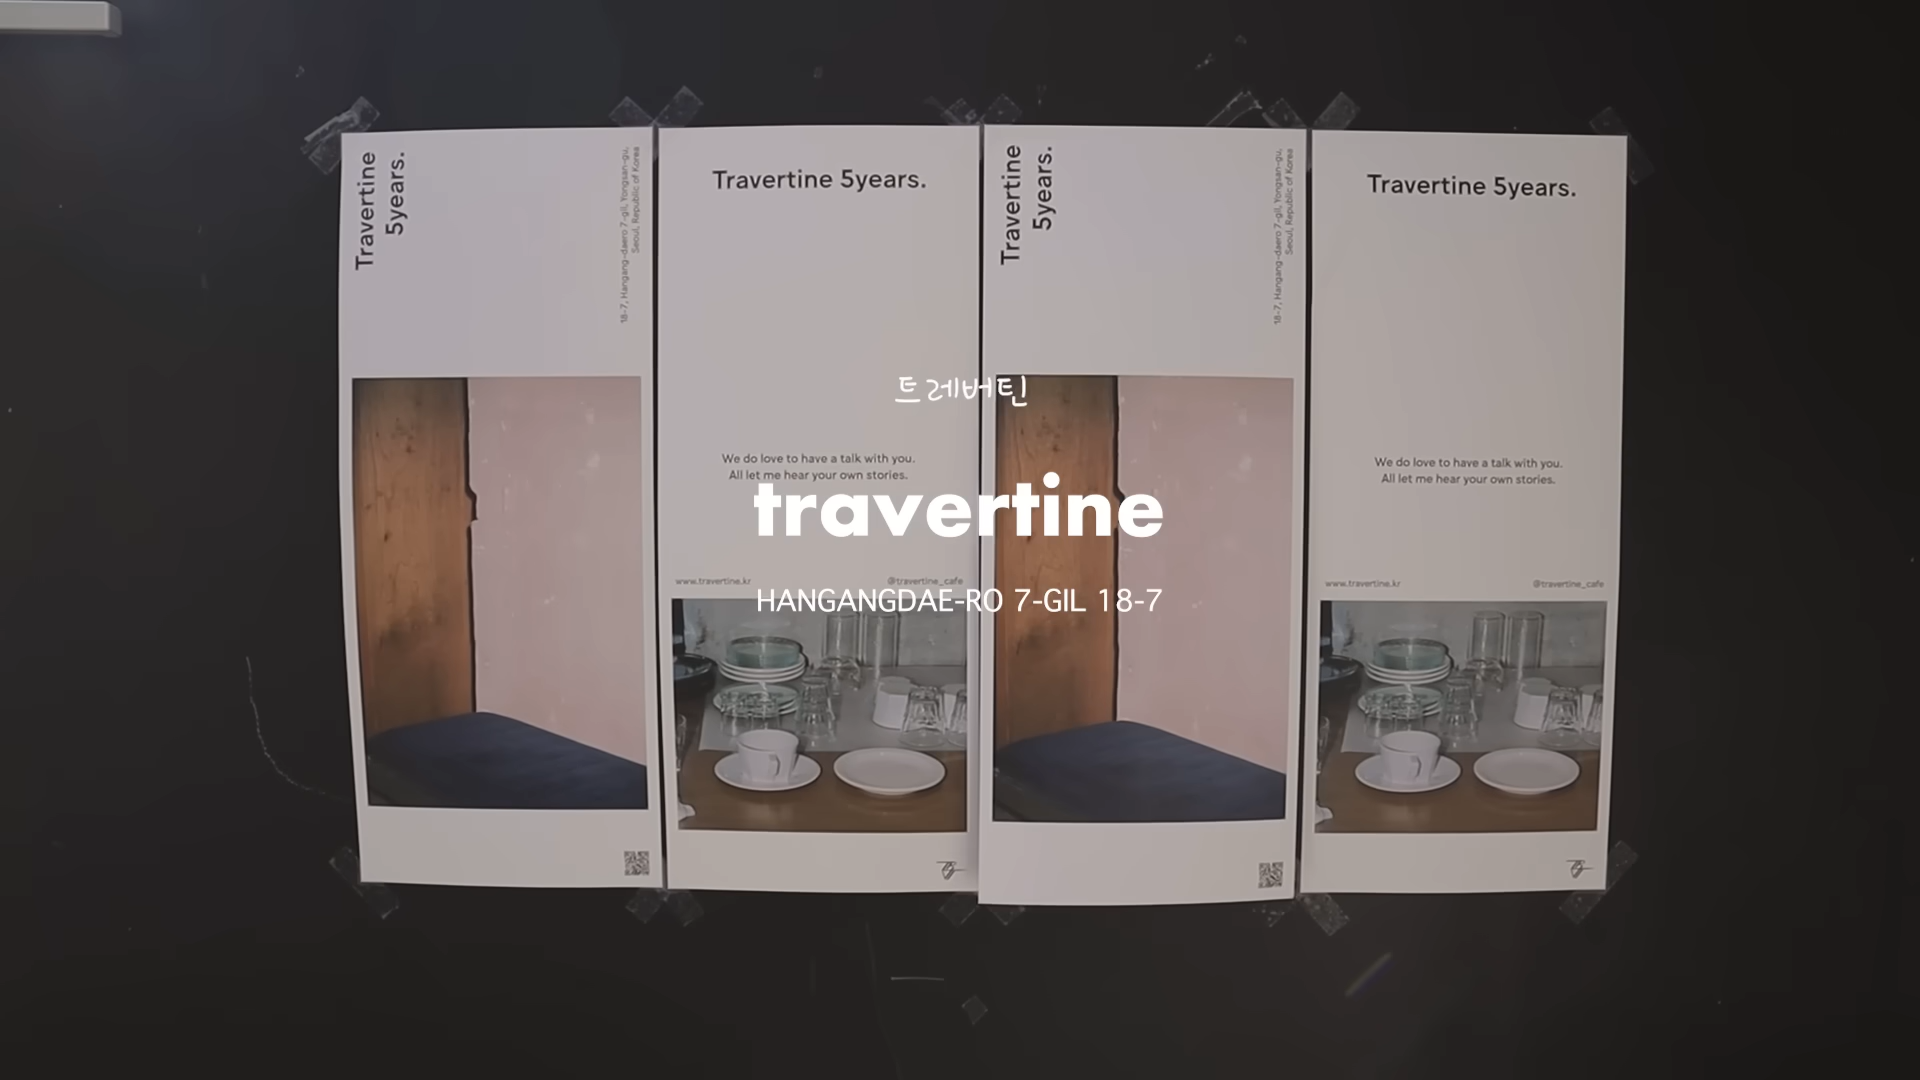 Travertine
5years.
18-7, Hangang-daero 7-gil, Yongsan-gu,
Seoul, Republic of Korea
Travertine 5years.
We do love to have a talk with you.
All let me hear your own stories.
www.travertine.kr
@travertine_cafe
Travertine
5years.
18-7, Hangang-daero 7-gil, Yongsan-gu,
Seoul, Republic of Korea
Travertine 5years.
We do love to have a talk with you.
All let me hear your own stories.
www.travertine.kr
@travertine_cafe
트레버틴
travertine
HANGANGDAE-RO 7-GIL 18-7